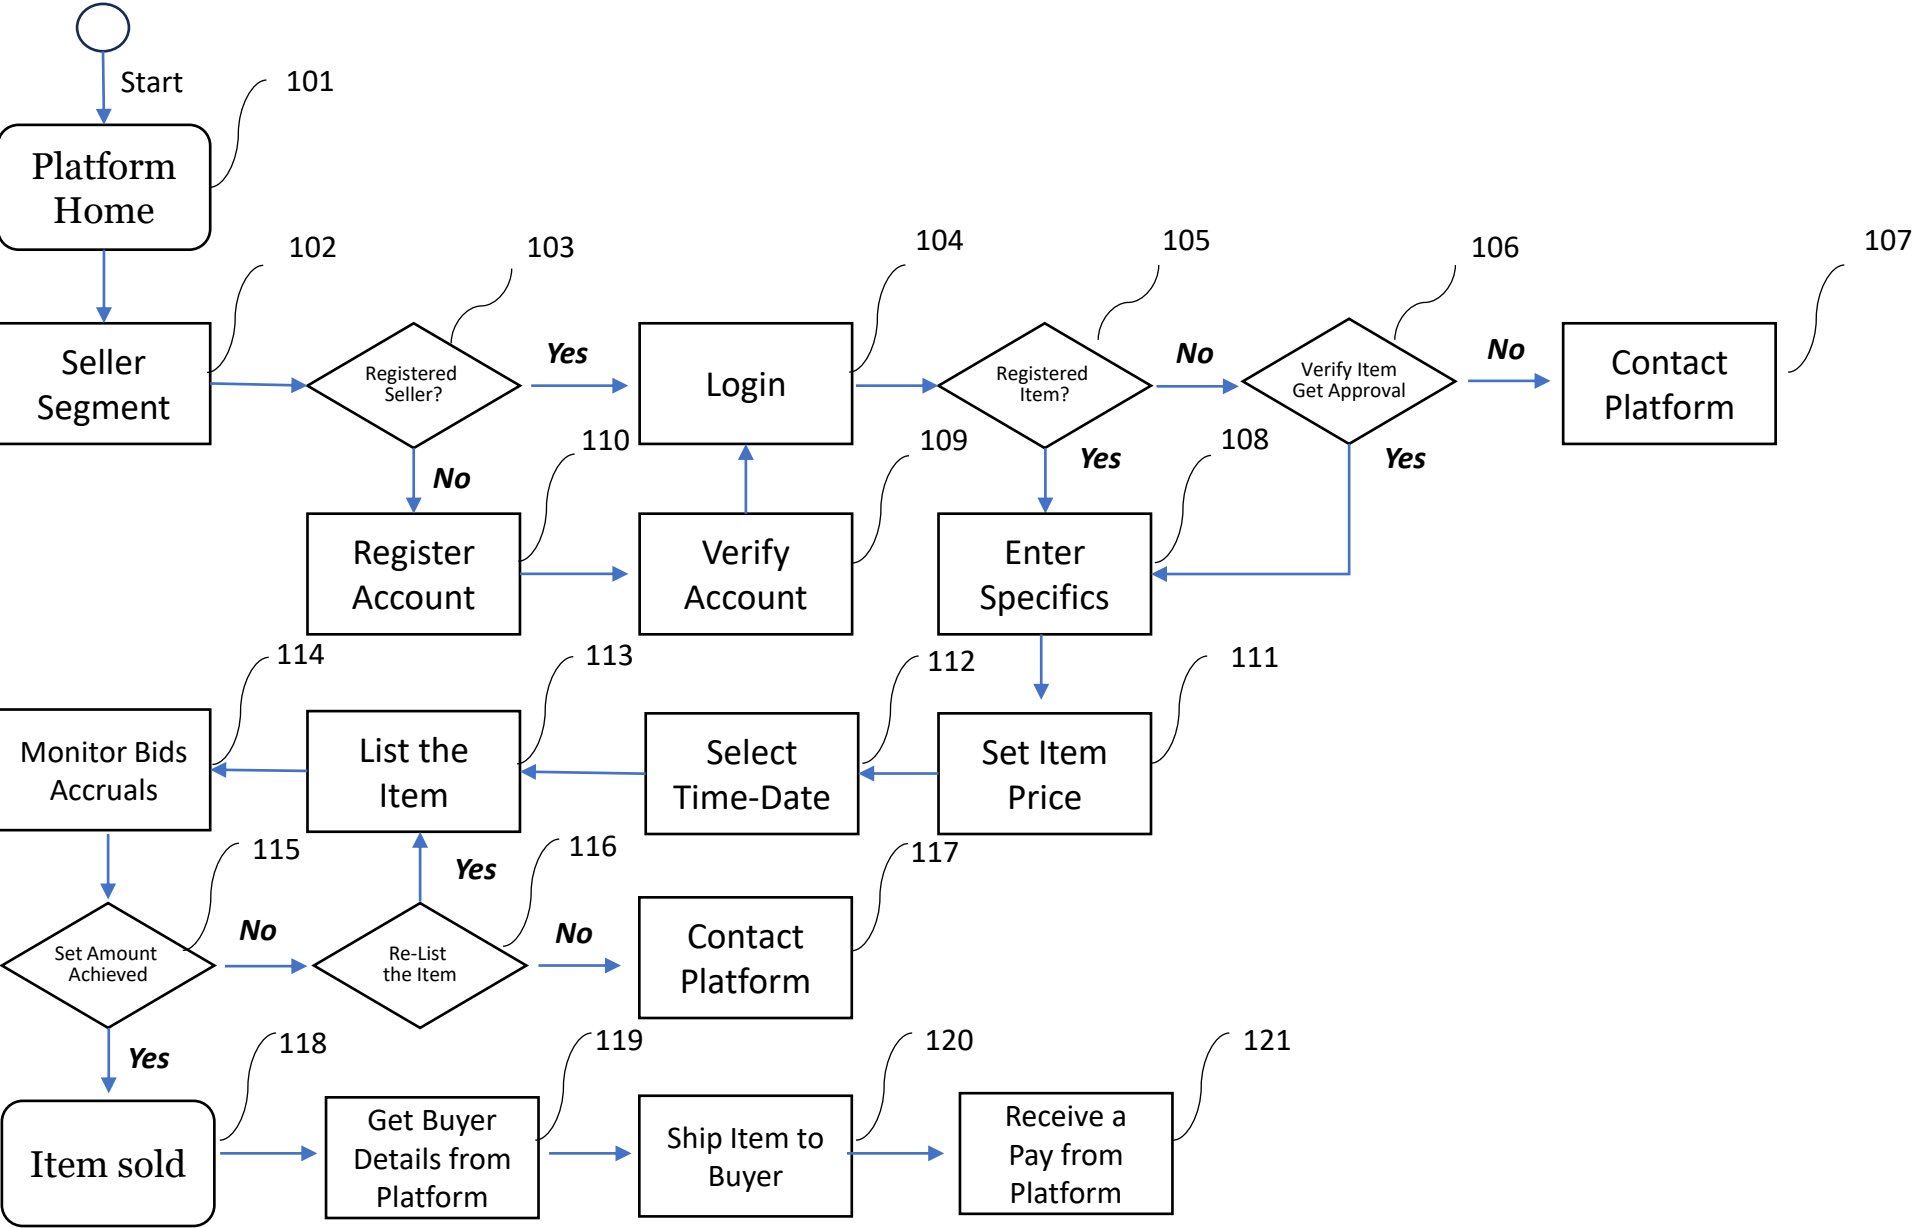 Start
101
Platform
Home
102
103
104
105
106
107
Seller
Segment
Registered
Seller?
Yes
Login
Registered
Item?
No
Verify Item
Get Approval
No
Contact
Platform
No
110
109
Yes
108
Yes
Register
Account
Verify
Account
Enter
Specifics
114
113
112
111
Monitor Bids
Accruals
List the
Item
Select
Time-Date
Set Item
Price
115
Yes
116
117
Set Amount
Achieved
No
Re-List
the Item
No
Contact
Platform
Yes
118
119
120
121
Item sold
Get Buyer
Details from
Platform
Ship Item to
Buyer
Receive a
Pay from
Platform